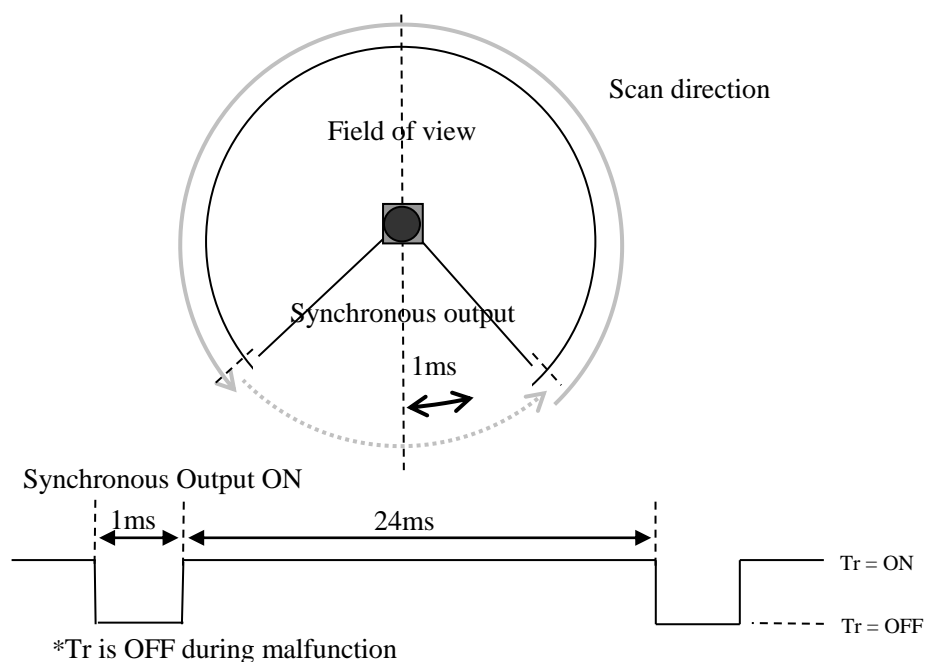 Scan direction
Field of view
Synchronous output
1ms
Synchronous Output ON
1ms
24ms
Tr = ON
Tr = OFF
*Tr is OFF during malfunction